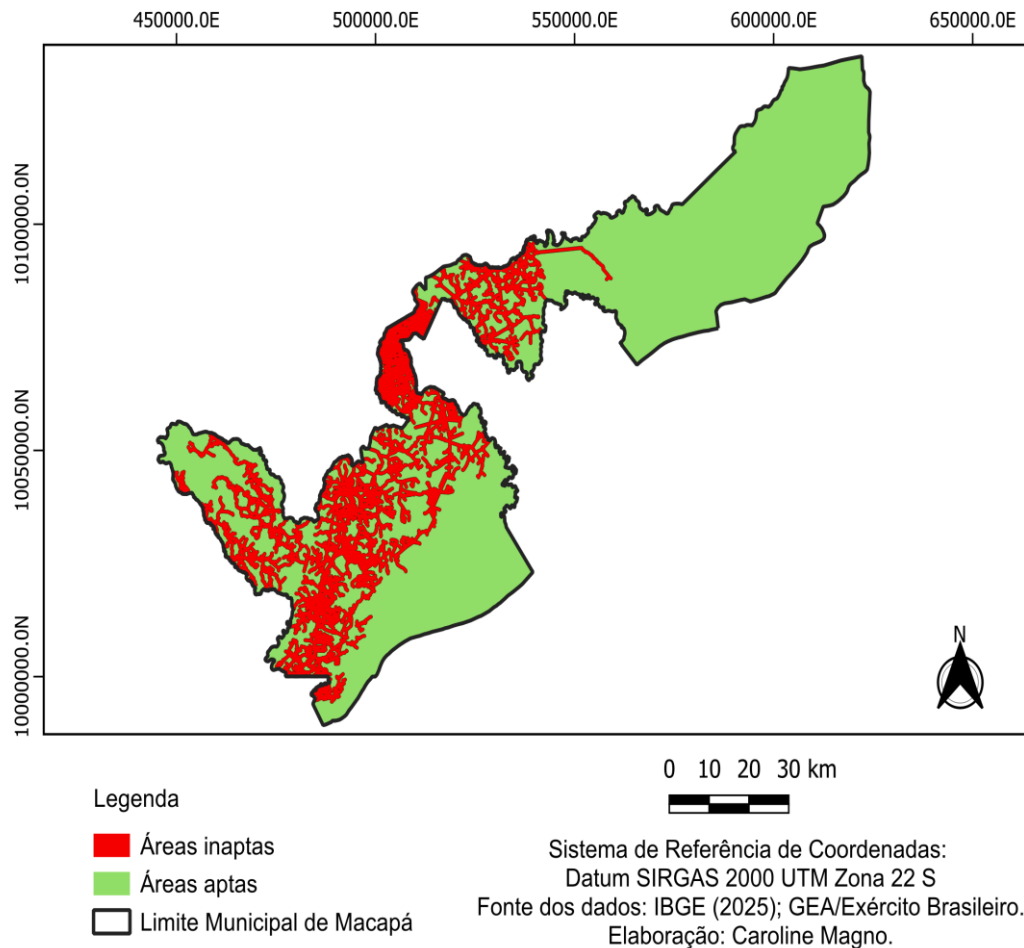 450000.0E 500000.0E 550000.0E 600000.0E 650000.0E
10100000.0N
10050000.0N
10000000.0N
N
0 10 20 30 km
Legenda
Áreas inaptas
Áreas aptas
Limite Municipal de Macapá
Sistema de Referência de Coordenadas:
Datum SIRGAS 2000 UTM Zona 22 S
Fonte dos dados: IBGE (2025); GEA/Exército Brasileiro.
Elaboração: Caroline Magno.